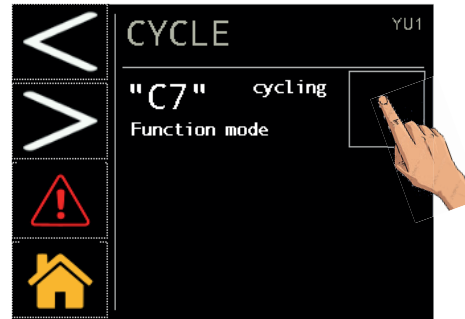 CYCLE
YU1
"C7"
cycling
Function mode